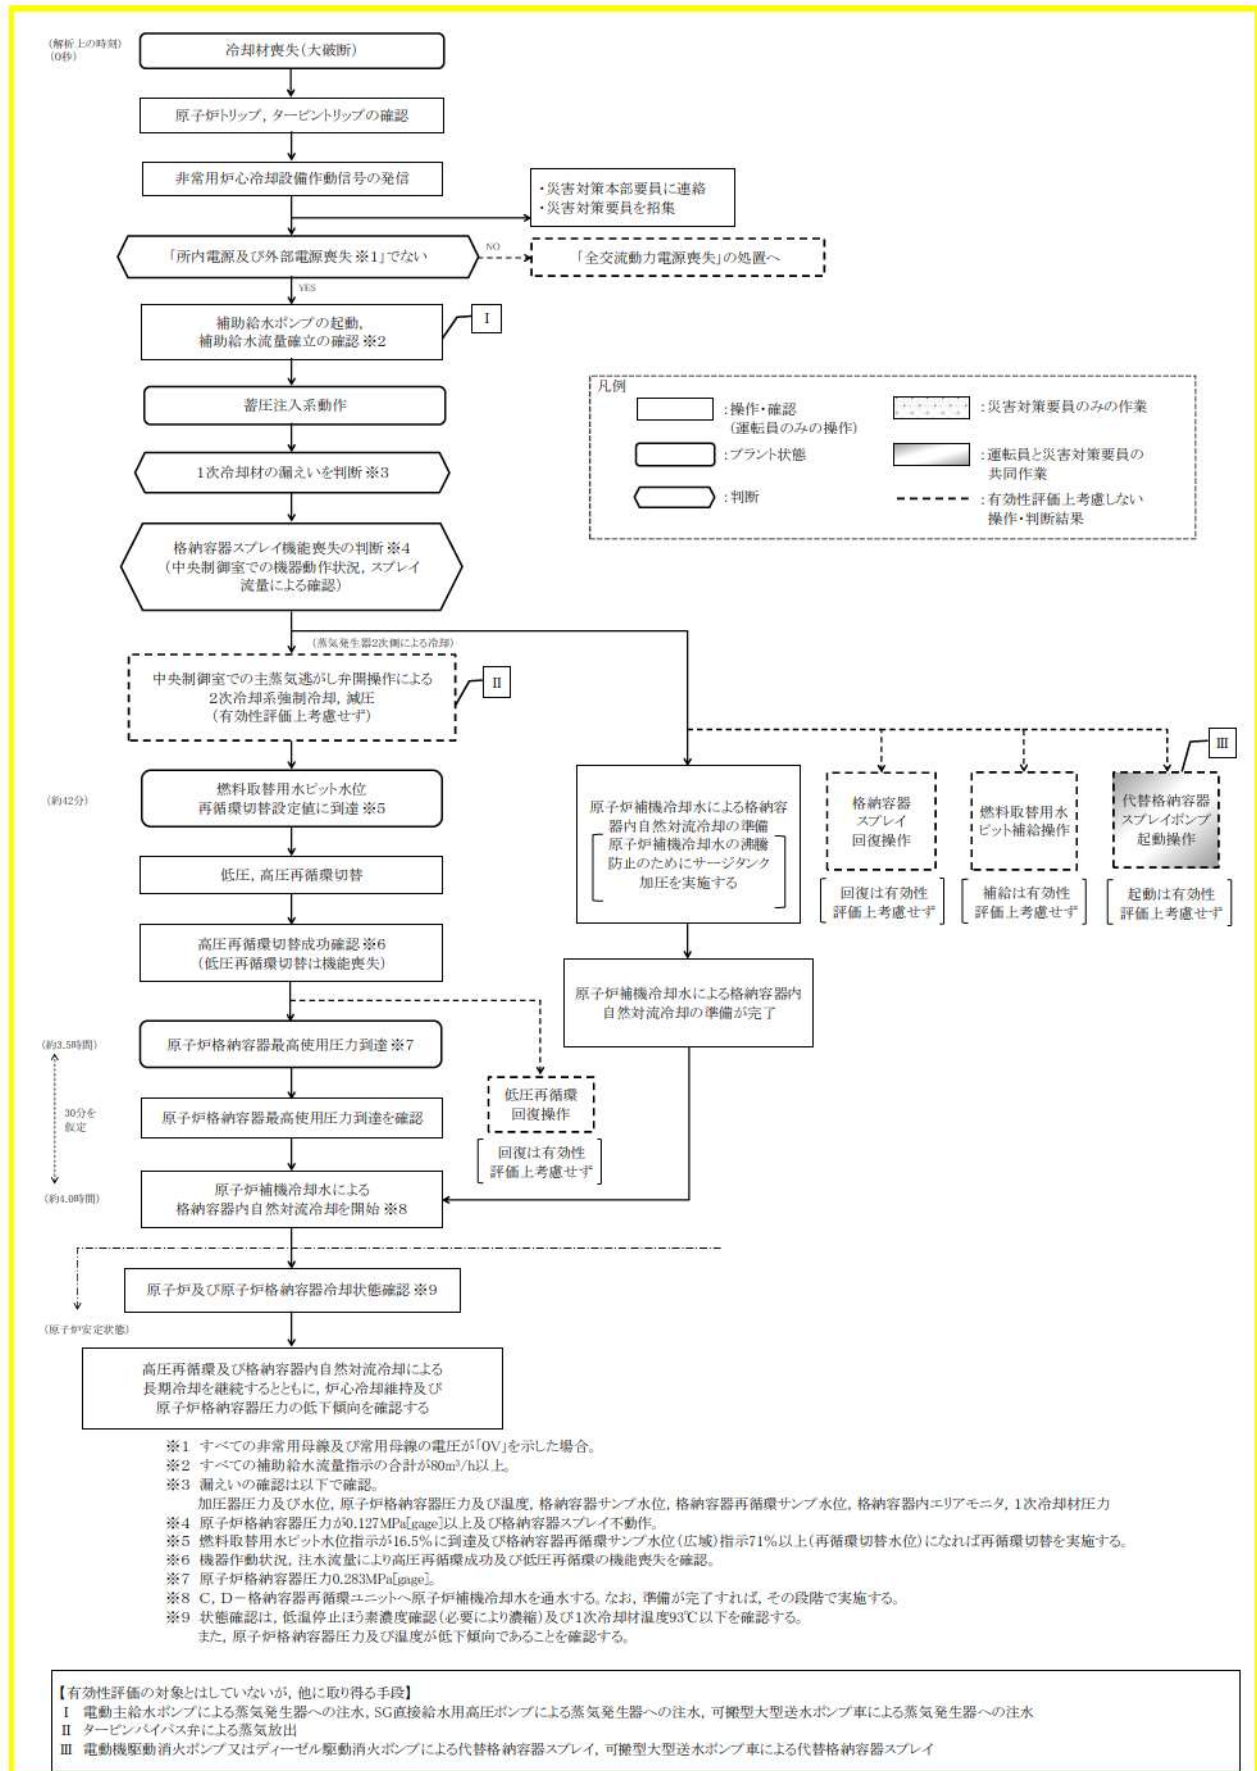 (解析上の時刻)
(0秒)
冷却材喪失(大破断)
原子炉トリップ, タービントリップの確認
非常用炉心冷却設備作動信号の発信
・災害対策本部要員に連絡
・災害対策要員を招集
「所内電源及び外部電源喪失※1」でない
NO
「全交流動力電源喪失」の処置へ
YES
補助給水ポンプの起動,
補助給水流量確立の確認※2
I
蓄圧注入系動作
1次冷却材の漏えいを判断※3
格納容器スプレイ機能喪失の判断※4
(中央制御室での機器動作状況, スプレイ
流量による確認)
凡例
:操作・確認
(運転員のみの操作)
:プラント状態
:判断
:災害対策要員のみの作業
:運転員と災害対策要員の
共同作業
:有効性評価上考慮しない
操作・判断結果
(蒸気発生器2次側による冷却)
中央制御室での主蒸気逃がし弁開操作による
2次冷却系強制冷却, 減圧
(有効性評価上考慮せず)
II
III
(約42分)
燃料取替用水ピット水位
再循環切替設定値に到達※5
原子炉補機冷却水による格納容
器内自然対流冷却の準備
原子炉補機冷却水の沸騰
防止のためにサージタンク
加圧を実施する
格納容器
スプレイ
回復操作
回復は有効性
評価上考慮せず
燃料取替用水
ピット補給操作
補給は有効性
評価上考慮せず
代替格納容器
スプレイポンプ
起動操作
起動は有効性
評価上考慮せず
低圧, 高圧再循環切替
高圧再循環切替成功確認※6
(低圧再循環切替は機能喪失)
原子炉補機冷却水による格納容器内
自然対流冷却の準備が完了
(約3.5時間)
原子炉格納容器最高使用圧力到達※7
30分を
仮定
原子炉格納容器最高使用圧力到達を確認
低圧再循環
回復操作
回復は有効性
評価上考慮せず
(約4.0時間)
原子炉補機冷却水による
格納容器内自然対流冷却を開始※8
原子炉及び原子炉格納容器冷却状態確認※9
(原子炉安定状態)
高圧再循環及び格納容器内自然対流冷却による
長期冷却を継続するとともに, 炉心冷却維持及び
原子炉格納容器圧力の低下傾向を確認する
※1 すべての非常用母線及び常用母線の電圧が「0V」を示した場合。
※2 すべての補助給水流量指示の合計が80m³/h以上。
※3 漏えいの確認は以下で確認。
加圧器圧力及び水位, 原子炉格納容器圧力及び温度, 格納容器サンプ水位, 格納容器再循環サンプ水位, 格納容器内エリアモニタ, 1次冷却材圧力
※4 原子炉格納容器圧力が0.127MPa[gage]以上及び格納容器スプレイ不動作。
※5 燃料取替用水ピット水位指示が16.5%に到達及び格納容器再循環サンプ水位(広域)指示71%以上(再循環切替水位)になれば再循環切替を実施する。
※6 機器作動状況, 注水流量により高圧再循環成功及び低圧再循環の機能喪失を確認。
※7 原子炉格納容器圧力0.283MPa[gage]。
※8 C, D-格納容器再循環ユニットへ原子炉補機冷却水を通水する。なお, 準備が完了すれば, その段階で実施する。
※9 状態確認は, 低温停止ほう素濃度確認(必要により濃縮)及び1次冷却材温度93℃以下を確認する。
また, 原子炉格納容器圧力及び温度が低下傾向であることを確認する。
【有効性評価の対象とはしていないが, 他に取り得る手段】
I 電動主給水ポンプによる蒸気発生器への注水, SG直接給水用高圧ポンプによる蒸気発生器への注水, 可搬型大型送水ポンプ車による蒸気発生器への注水
II タービンバイパス弁による蒸気放出
III 電動機駆動消火ポンプ又はディーゼル駆動消火ポンプによる代替格納容器スプレイ, 可搬型大型送水ポンプ車による代替格納容器スプレイ